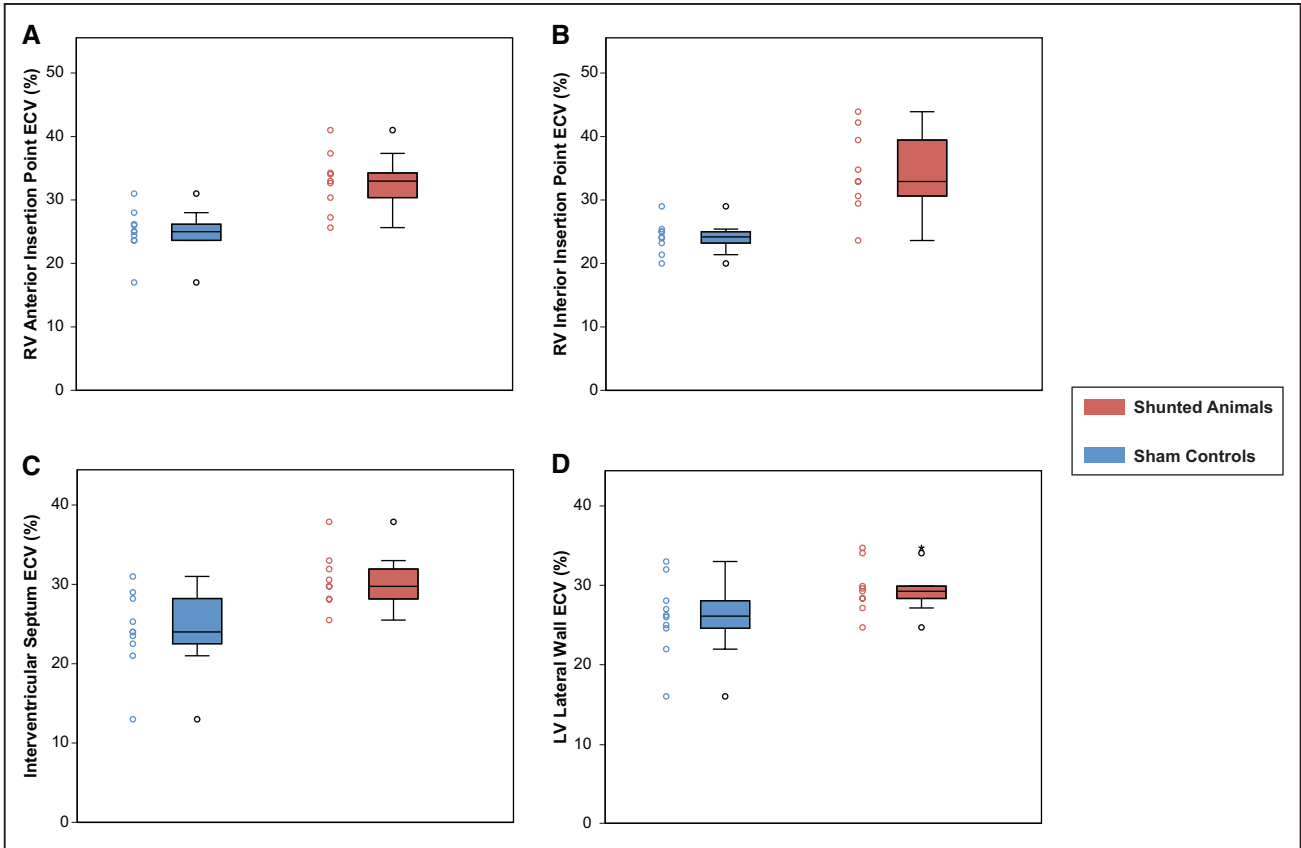 A
RV Anterior Insertion Point ECV (%)
50
40
30
20
10
0
B
RV Inferior Insertion Point ECV (%)
50
40
30
20
10
0
Shunted Animals
Sham Controls
C
Interventricular Septum ECV (%)
40
30
20
10
0
D
LV Lateral Wall ECV (%)
40
30
20
10
0
*